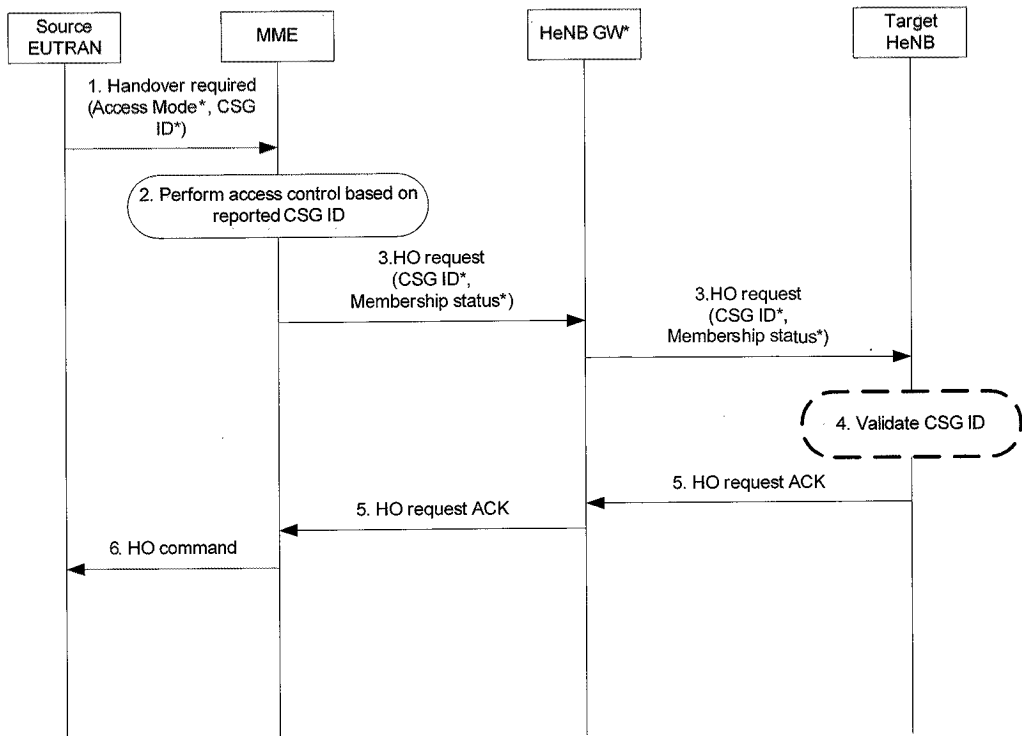 Source
EUTRAN
MME
HeNB GW*
Target
HeNB
1. Handover required
(Access Mode*, CSG
ID*)
2. Perform access control based on
reported CSG ID
3.HO request
(CSG ID*,
Membership status*)
3.HO request
(CSG ID*,
Membership status*)
4. Validate CSG ID
5. HO request ACK
5. HO request ACK
6. HO command